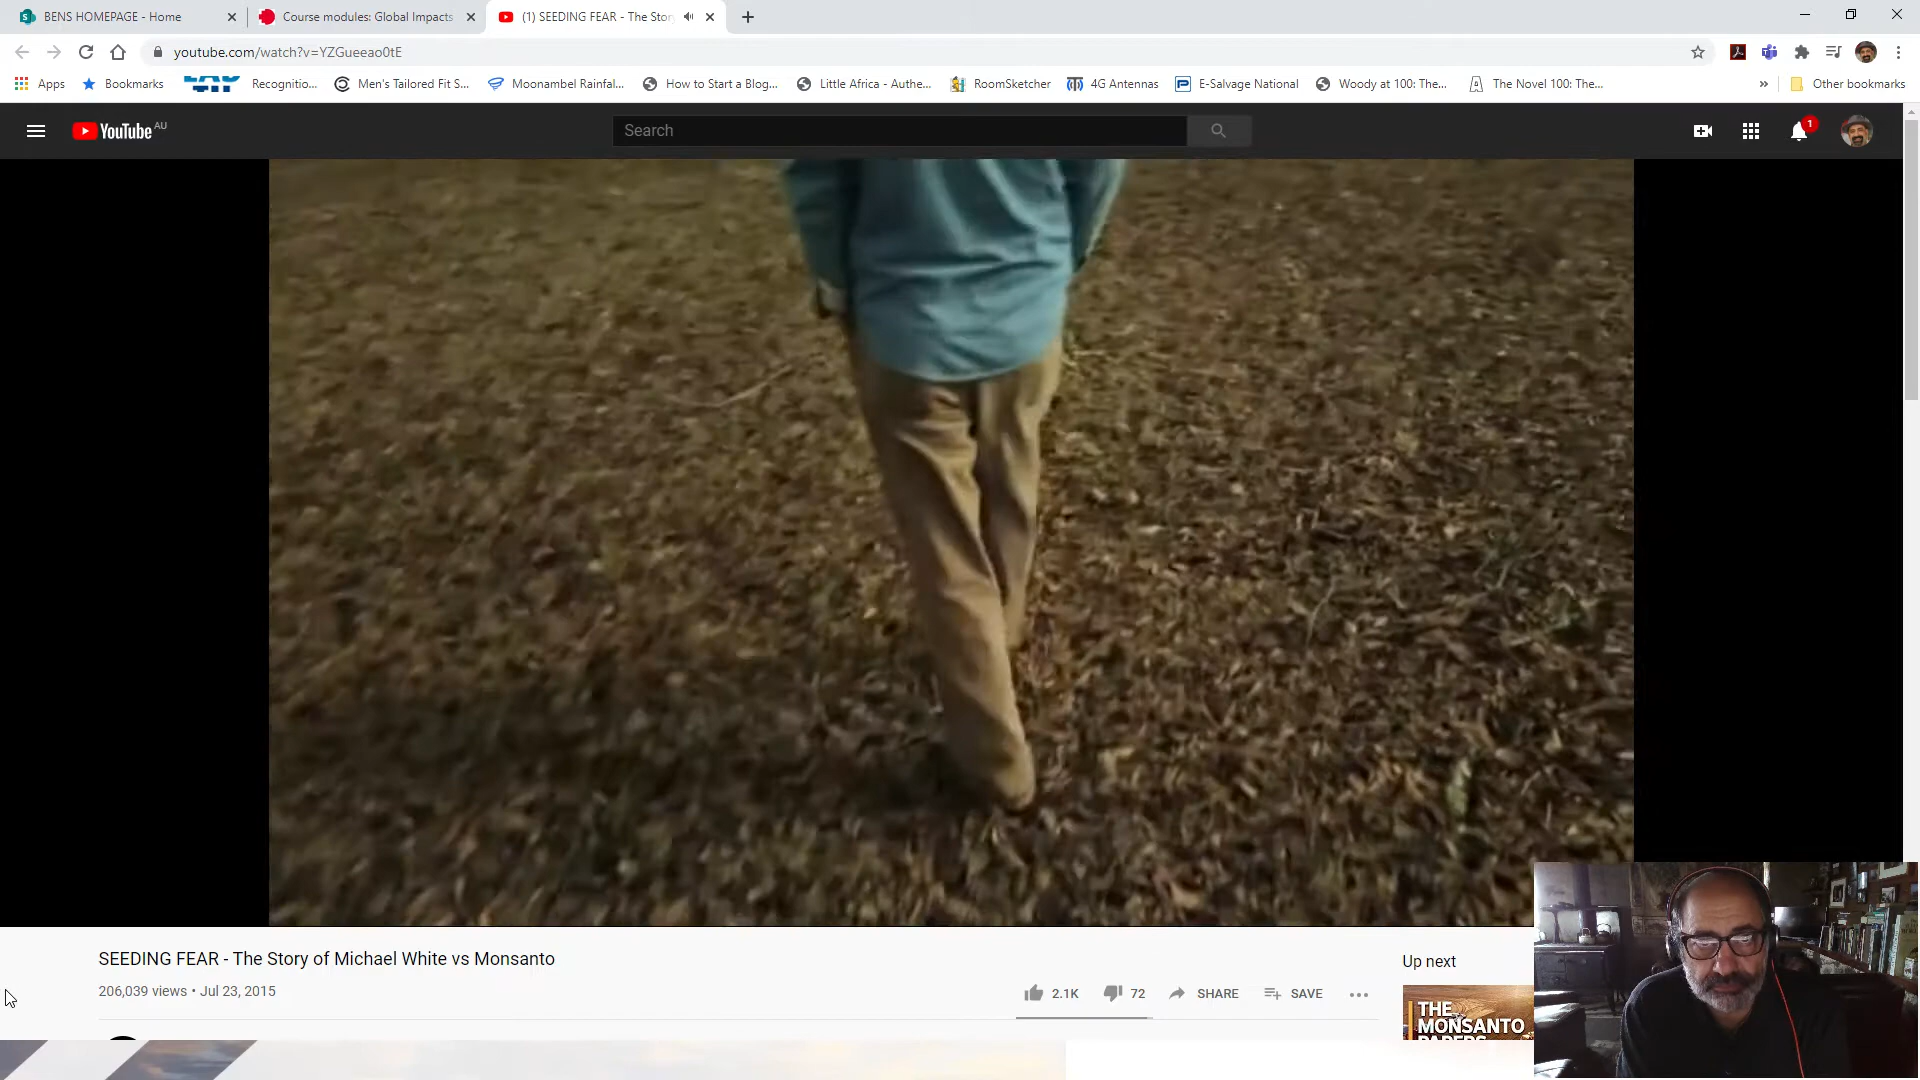 BENS HOMEPAGE - Home
Course modules: Global Impacts
(1) SEEDING FEAR - The Stor
youtube.com/watch?v=YZGueeao0tE
Apps
Bookmarks
Recognitio...
Men's Tailored Fit S...
Moonambel Rainfal...
How to Start a Blog...
Little Africa - Authe...
RoomSketcher
4G Antennas
E-Salvage National
Woody at 100: The...
The Novel 100: The...
»
Other bookmarks
YouTube AU
Search
1
SEEDING FEAR - The Story of Michael White vs Monsanto
206,039 views • Jul 23, 2015
2.1K
72
SHARE
SAVE
Up next
THE
MONSANTO
PAPERS